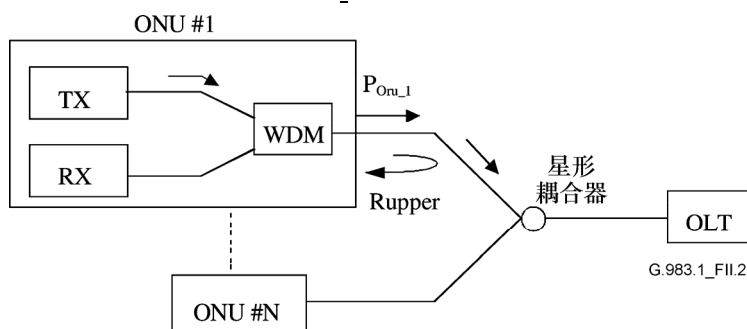 ONU #1
TX
P_Oru_1
WDM
RX
Rupper
星形
耦合器
OLT
G.983.1_FII.2
ONU #N